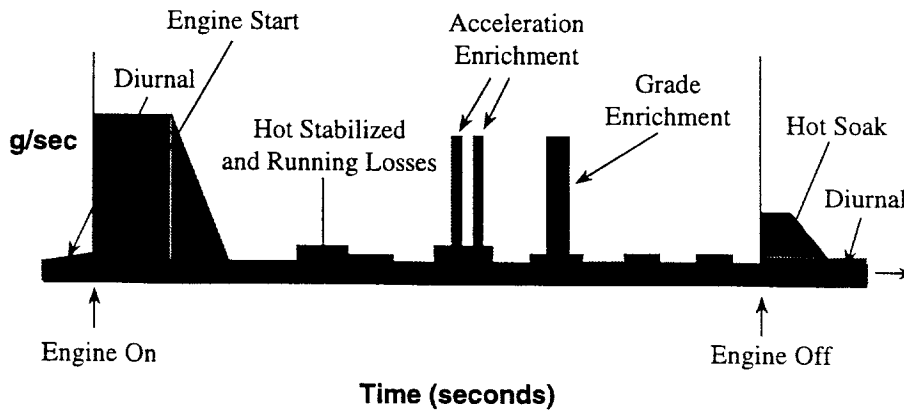 Engine Start
Acceleration
Enrichment
Diurnal
Grade
Enrichment
g/sec
Hot Stabilized
and Running Losses
Hot Soak
Diurnal
Engine On
Engine Off
Time (seconds)